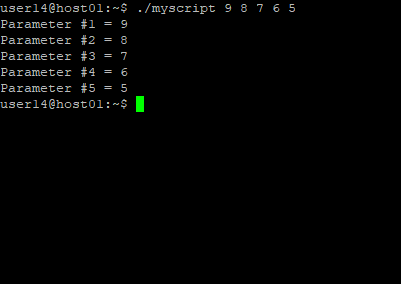 user14@host01:~$ ./myscript 9 8 7 6 5
Parameter #1 = 9
Parameter #2 = 8
Parameter #3 = 7
Parameter #4 = 6
Parameter #5 = 5
user14@host01:~$